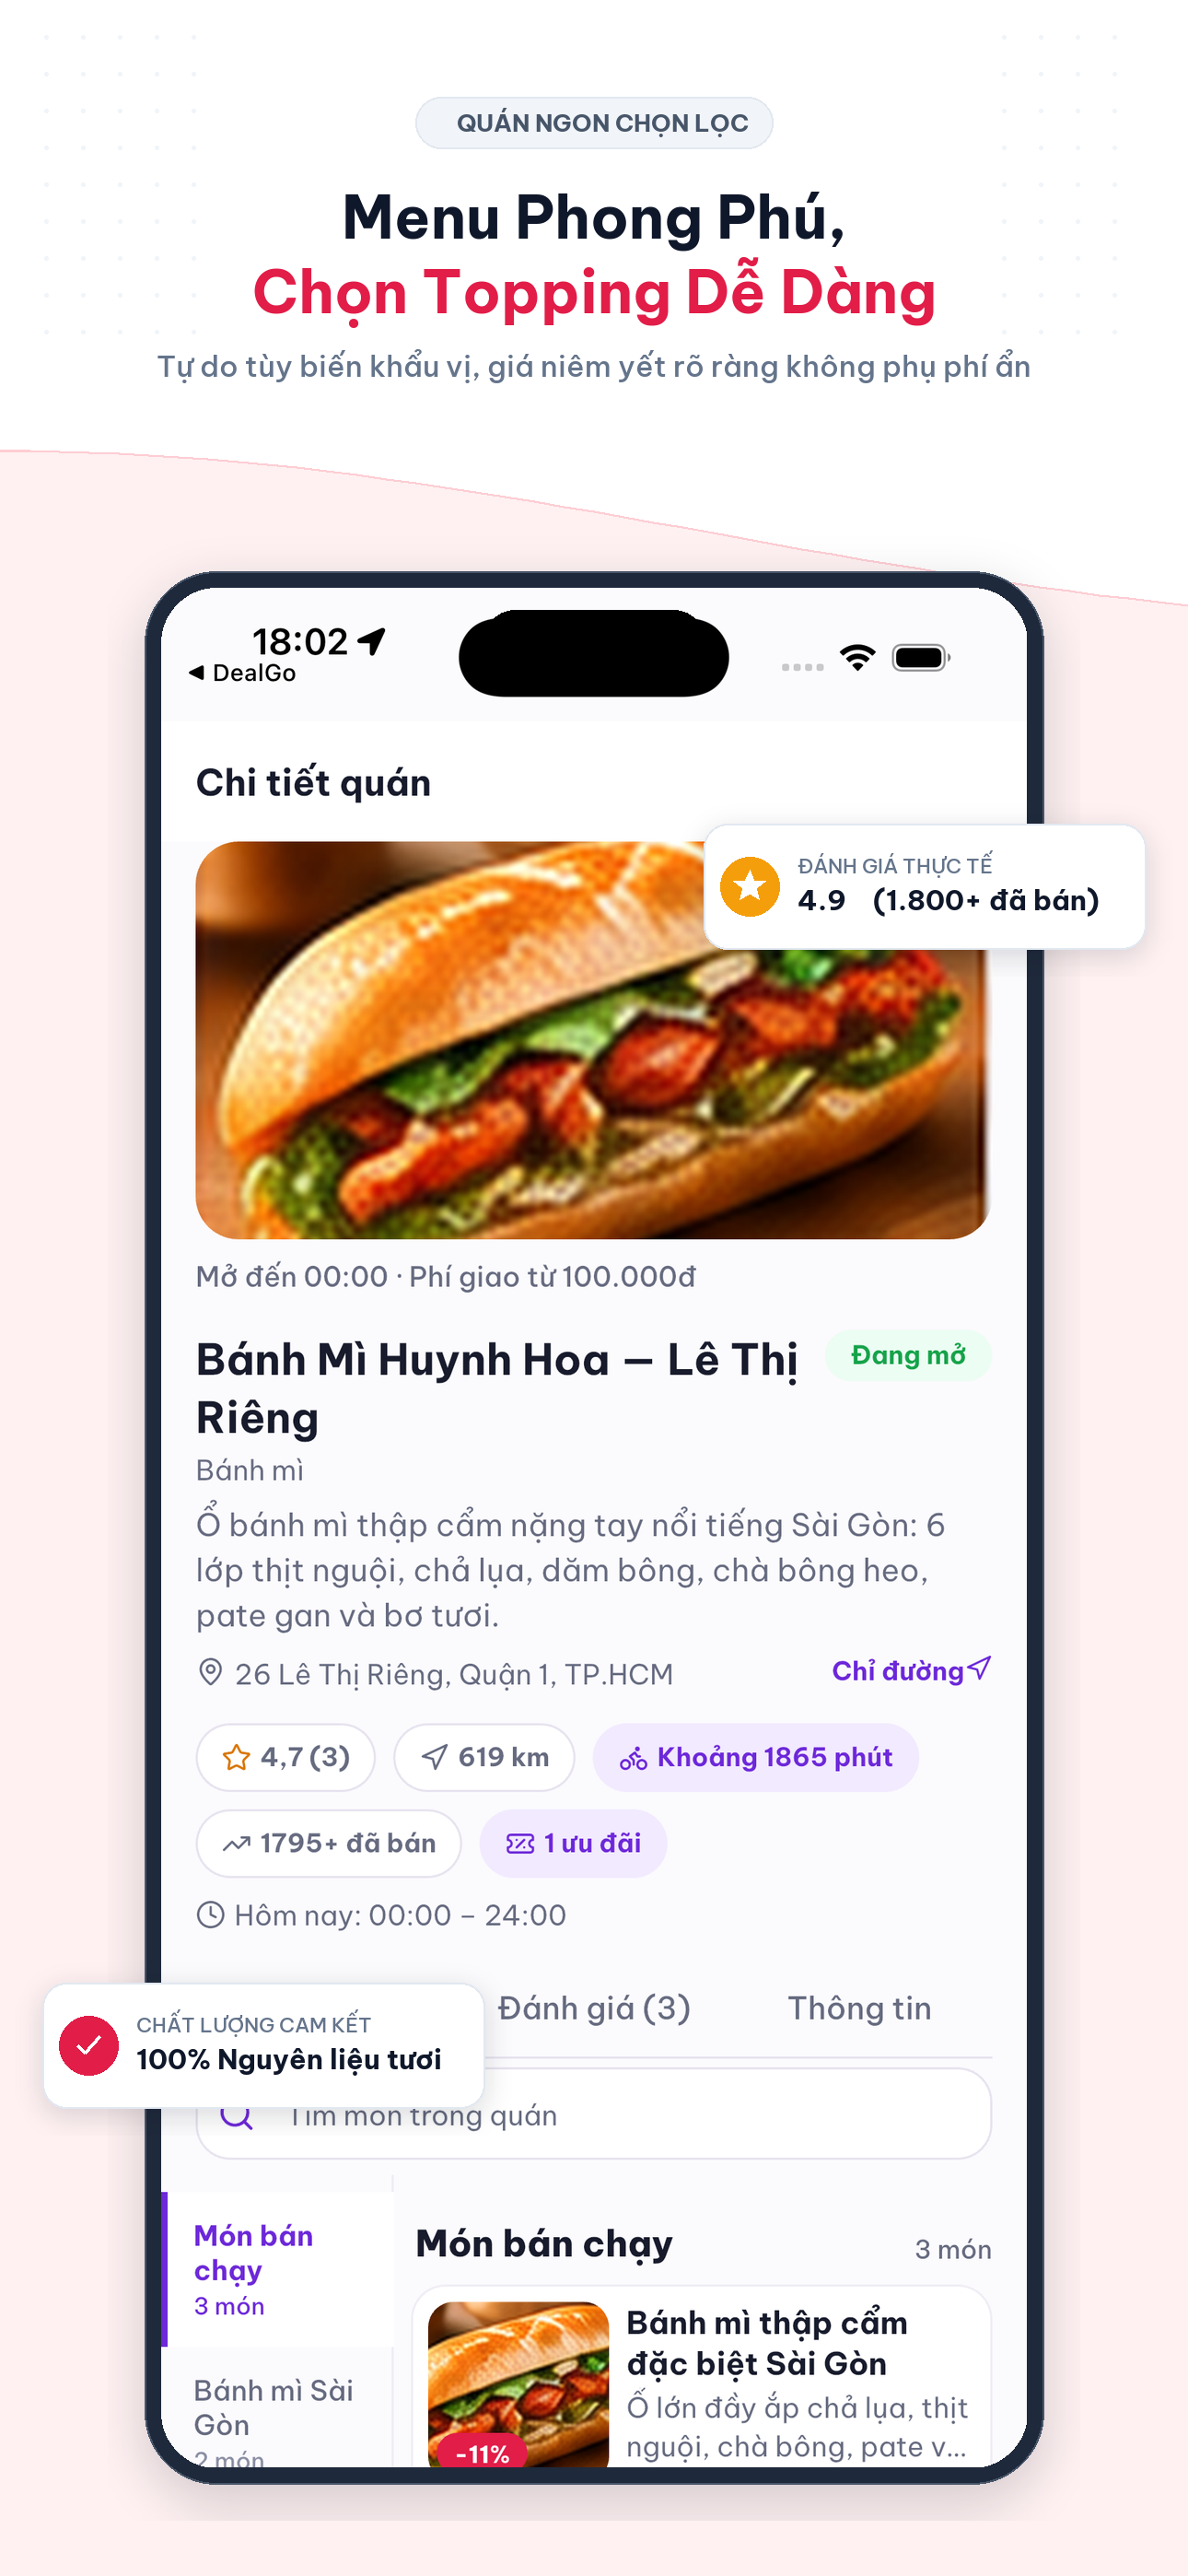 QUÁN NGON CHỌN LỌC
Menu Phong Phú,
Chọn Topping Dễ Dàng
Tự do tùy biến khẩu vị, giá niêm yết rõ ràng không phụ phí ẩn
18:02
DealGo
Chi tiết quán
ĐÁNH GIÁ THỰC TẾ
4.9 (1.800+ đã bán)
Mở đến 00:00 · Phí giao từ 100.000đ
Bánh Mì Huynh Hoa — Lê Thị
Riêng
Đang mở
Bánh mì
Ổ bánh mì thập cẩm nặng tay nổi tiếng Sài Gòn: 6
lớp thịt nguội, chả lụa, dăm bông, chà bông heo,
pate gan và bơ tươi.
26 Lê Thị Riêng, Quận 1, TP.HCM
Chỉ đường
4,7 (3)
619 km
Khoảng 1865 phút
1795+ đã bán
1 ưu đãi
Hôm nay: 00:00 – 24:00
Đánh giá (3)
Thông tin
CHẤT LƯỢNG CAM KẾT
100% Nguyên liệu tươi
Tìm món trong quán
Món bán
chạy
3 món
Bánh mì Sài
Gòn
2 món
Món bán chạy
3 món
Bánh mì thập cẩm
đặc biệt Sài Gòn
Ổ lớn đầy ắp chả lụa, thịt
nguội, chà bông, pate v...
-11%